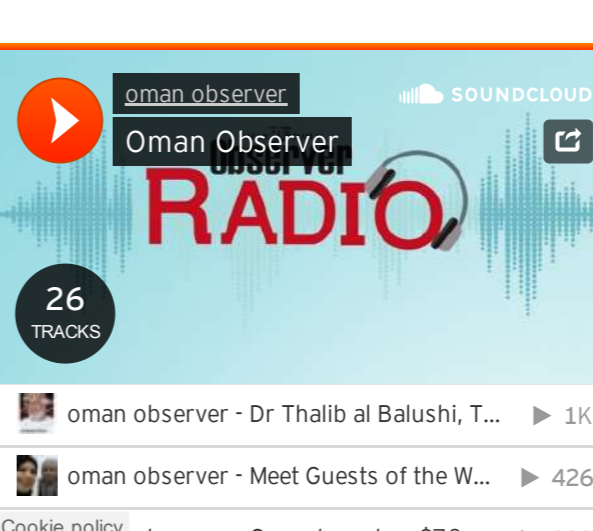 oman observer
SOUNDCLOUD
Oman Observer
Observer
RADIO
26
TRACKS
oman observer - Dr Thalib al Balushi, T... 1K
oman observer - Meet Guests of the W... 426
Cookie policy